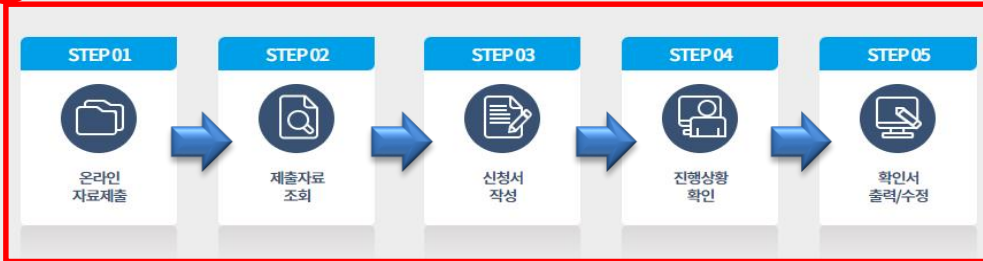 STEP 01
STEP 02
STEP 03
STEP 04
STEP 05
온라인
자료제출
제출자료
조회
신청서
작성
진행상황
확인
확인서
출력/수정